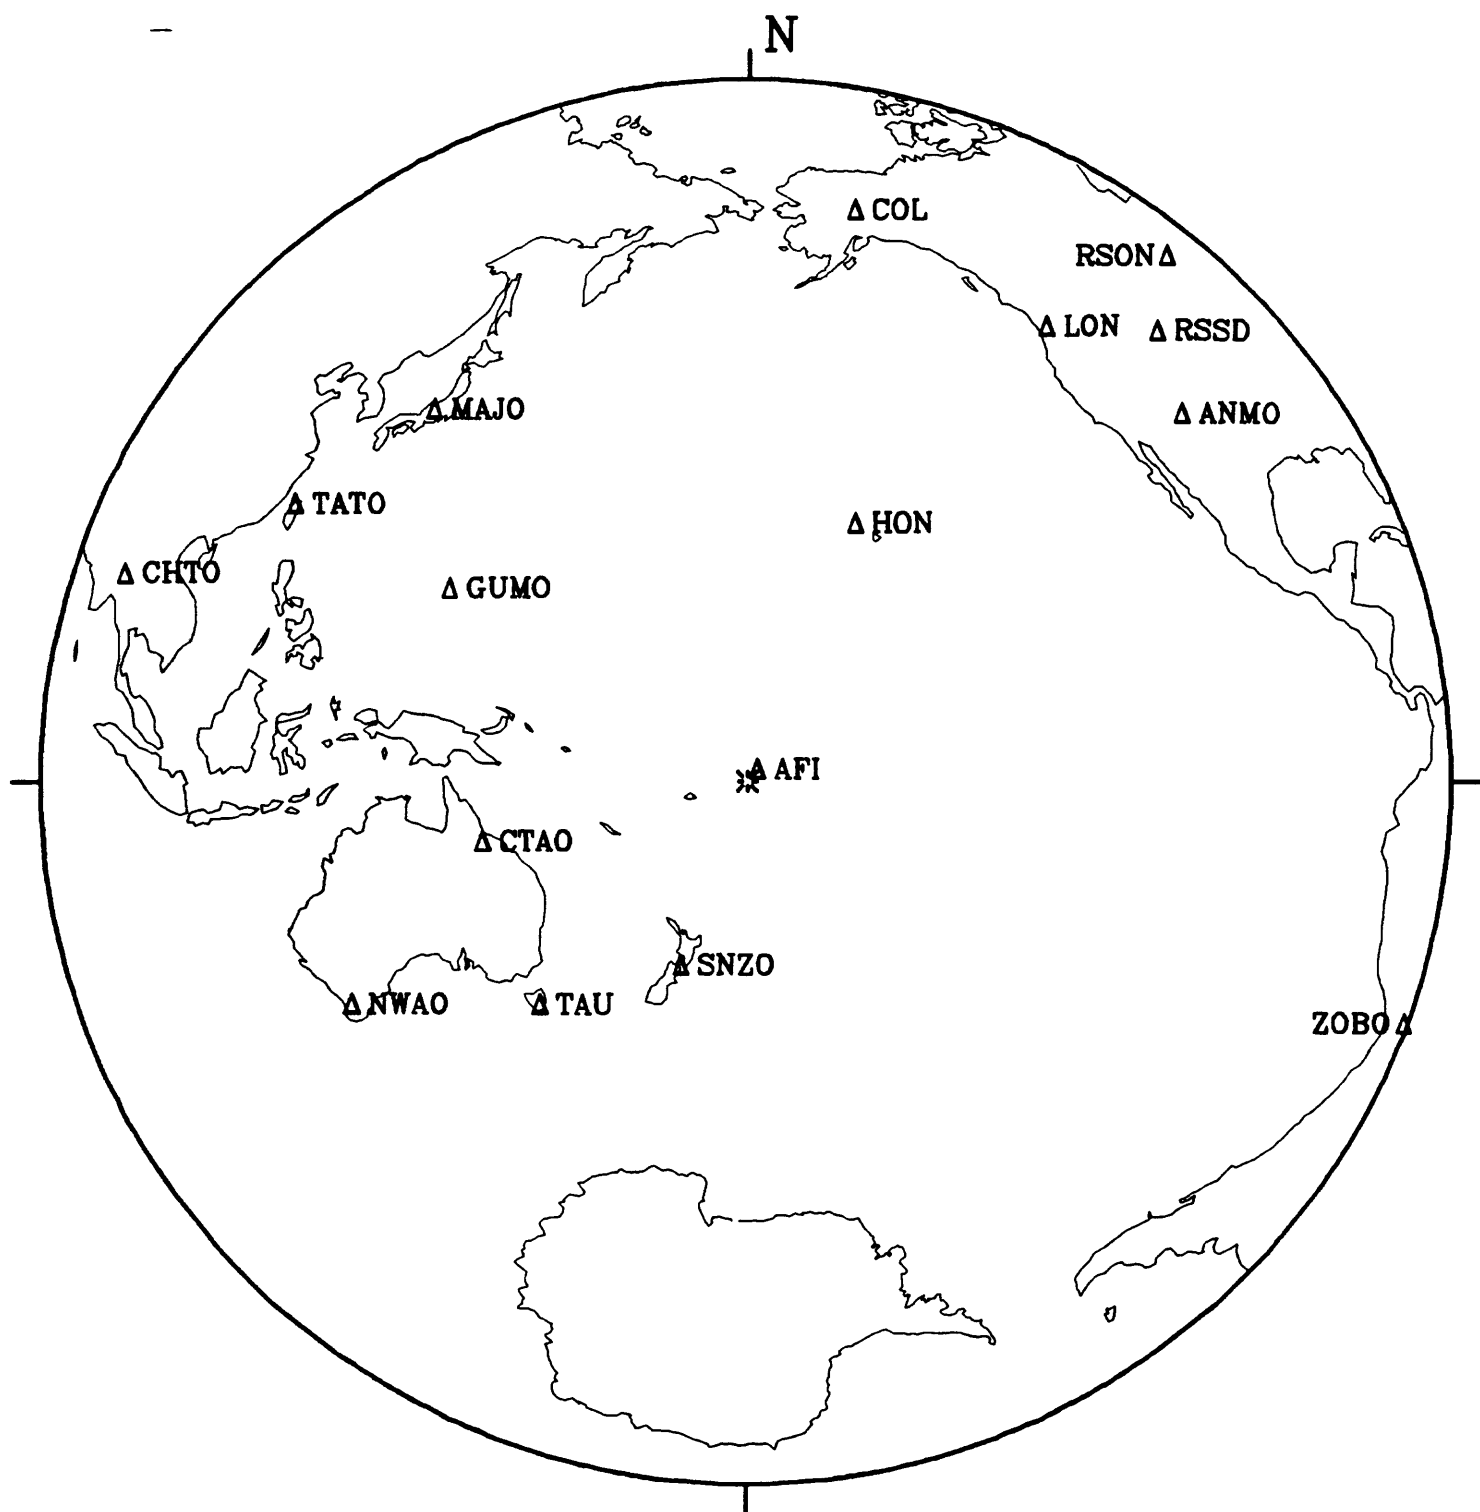 N
COL
RSON
LON
RSSD
MAJO
ANMO
TATO
HON
CHTO
GUMO
AFI
CTAO
SNZO
NWAO
TAU
ZOBO